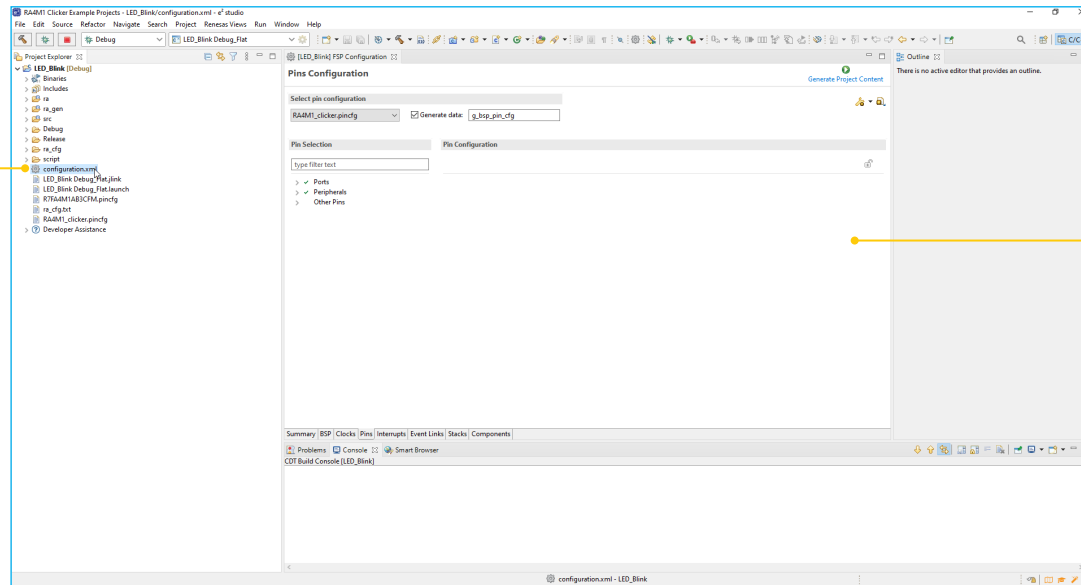 RA4M1 Clicker Example Projects - LED_Blink/configuration.xml - e² studio
File Edit Source Refactor Navigate Search Project Renesas Views Run Window Help
Debug
LED_Blink Debug_Flat
C/C
Project Explorer
LED_Blink [Debug]
Binaries
Includes
ra
ra_gen
src
Debug
Release
ra_cfg
script
configuration.xml
LED_Blink Debug_Flat.jlink
LED_Blink Debug_Flat.launch
R7FA4M1AB3CFM.pincfg
ra_cfg.txt
RA4M1_clicker.pincfg
Developer Assistance
[LED_Blink] FSP Configuration
Pins Configuration
Generate Project Content
Select pin configuration
RA4M1_clicker.pincfg
Generate data: g_bsp_pin_cfg
Pin Selection
Pin Configuration
type filter text
Ports
Peripherals
Other Pins
Summary BSP Clocks Pins Interrupts Event Links Stacks Components
Outline
There is no active editor that provides an outline.
Problems Console Smart Browser
CDT Build Console [LED_Blink]
configuration.xml - LED_Blink